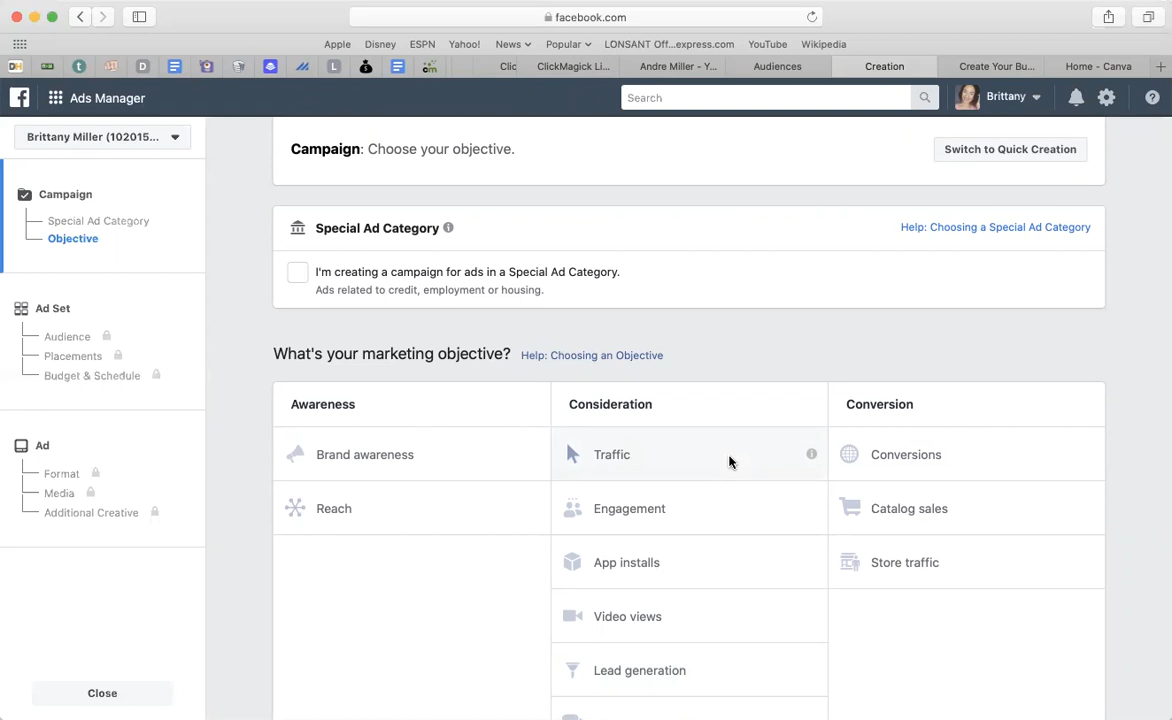 facebook.com
Apple Disney ESPN Yahoo! News Popular LONSANT Off...express.com YouTube Wikipedia
D L cm Clic ClickMagick Li... Andre Miller - Y... Audiences Creation Create Your Bu... Home - Canva
Ads Manager Search Brittany
Brittany Miller (102015...
Campaign: Choose your objective. Switch to Quick Creation
Campaign
Special Ad Category
Objective
Special Ad Category Help: Choosing a Special Ad Category
I'm creating a campaign for ads in a Special Ad Category.
Ads related to credit, employment or housing.
Ad Set
Audience
Placements
Budget & Schedule
What's your marketing objective? Help: Choosing an Objective
Awareness Consideration Conversion
Brand awareness Traffic Conversions
Reach Engagement Catalog sales
App installs Store traffic
Video views
Lead generation
Ad
Format
Media
Additional Creative
Close